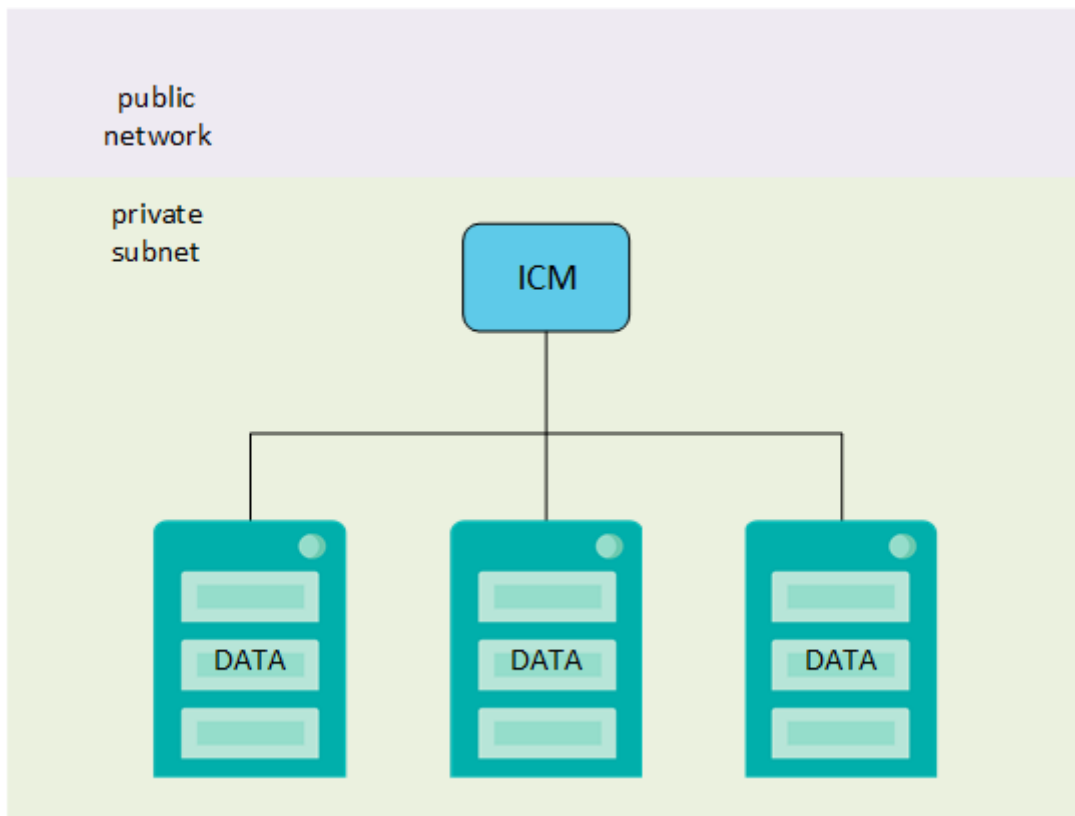 public
network
private
subnet
ICM
DATA
DATA
DATA